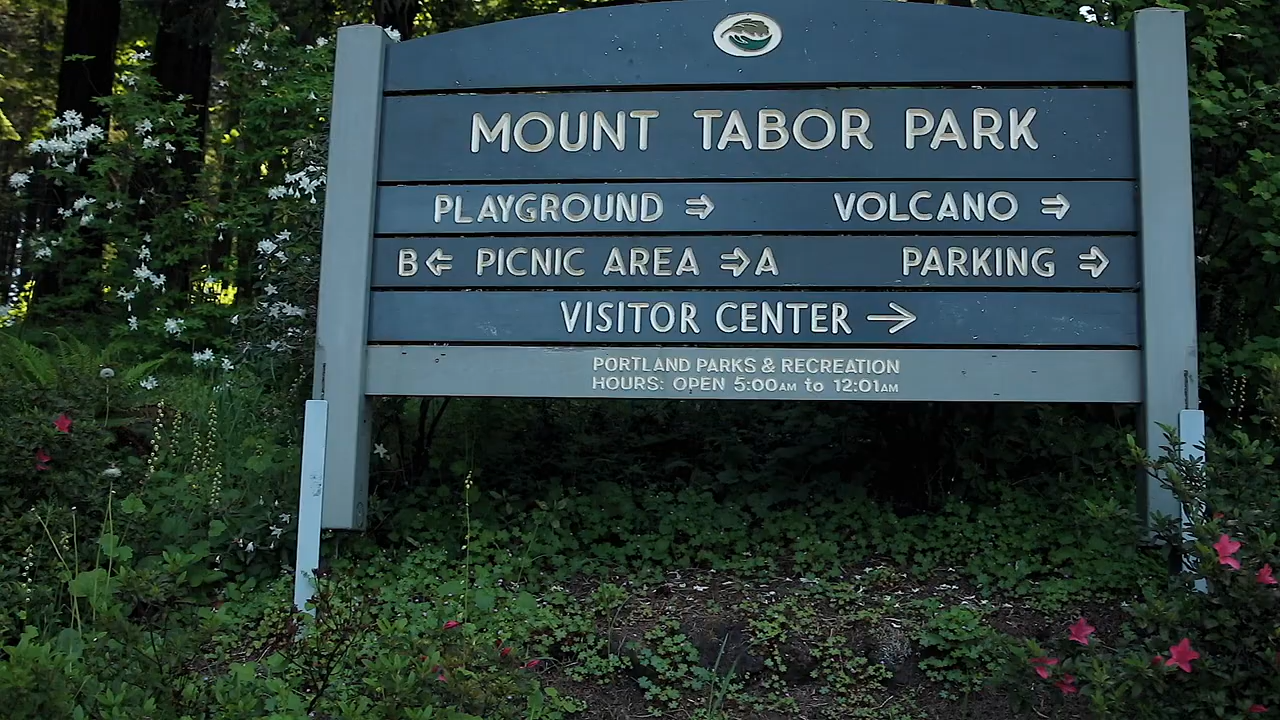 MOUNT TABOR PARK
PLAYGROUND ⇒ VOLCANO ⇒
B ⇐ PICNIC AREA ⇒ A PARKING ⇒
VISITOR CENTER →
PORTLAND PARKS & RECREATION
HOURS: OPEN 5:00AM to 12:01AM